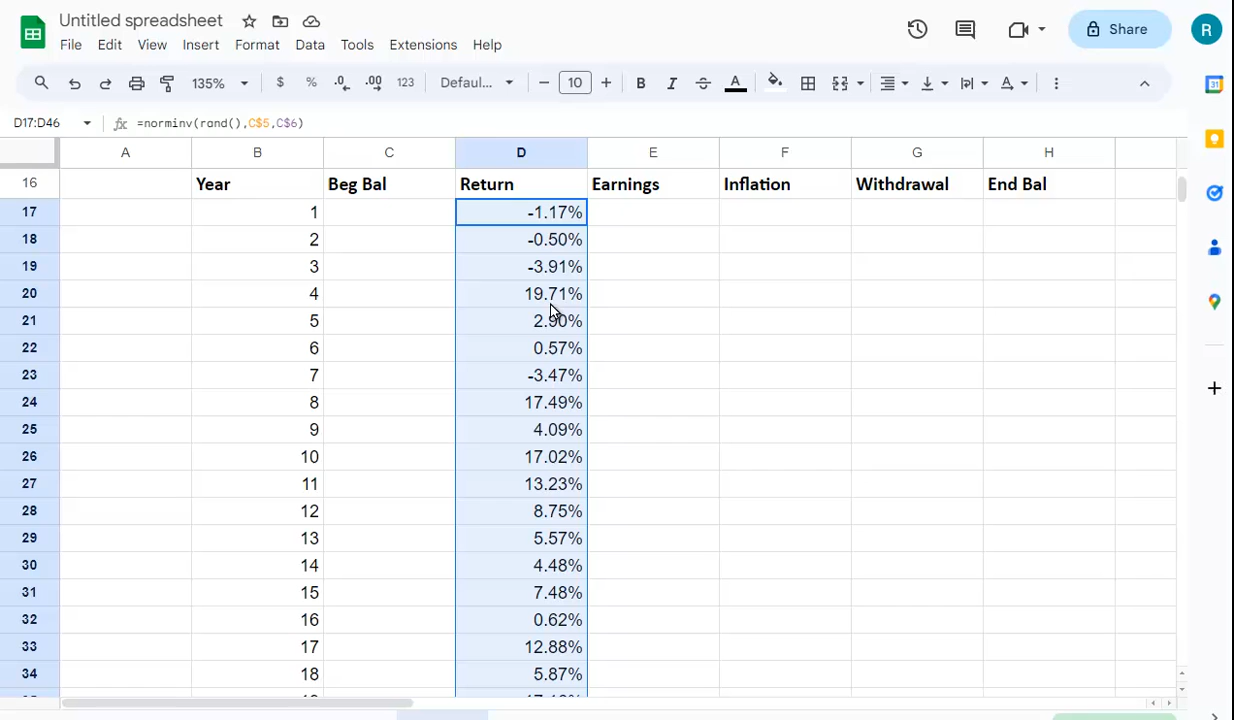 Untitled spreadsheet
File Edit View Insert Format Data Tools Extensions Help
Share
R
135% $ % .0 .00 123 Defaul... 10 B I A
31
D17:D46 fx =norminv(rand(),C$5,C$6)
A B C D E F G H
16 Year Beg Bal Return Earnings Inflation Withdrawal End Bal
17 1 -1.17%
18 2 -0.50%
19 3 -3.91%
20 4 19.71%
21 5 2.90%
22 6 0.57%
23 7 -3.47%
24 8 17.49%
25 9 4.09%
26 10 17.02%
27 11 13.23%
28 12 8.75%
29 13 5.57%
30 14 4.48%
31 15 7.48%
32 16 0.62%
33 17 12.88%
34 18 5.87%